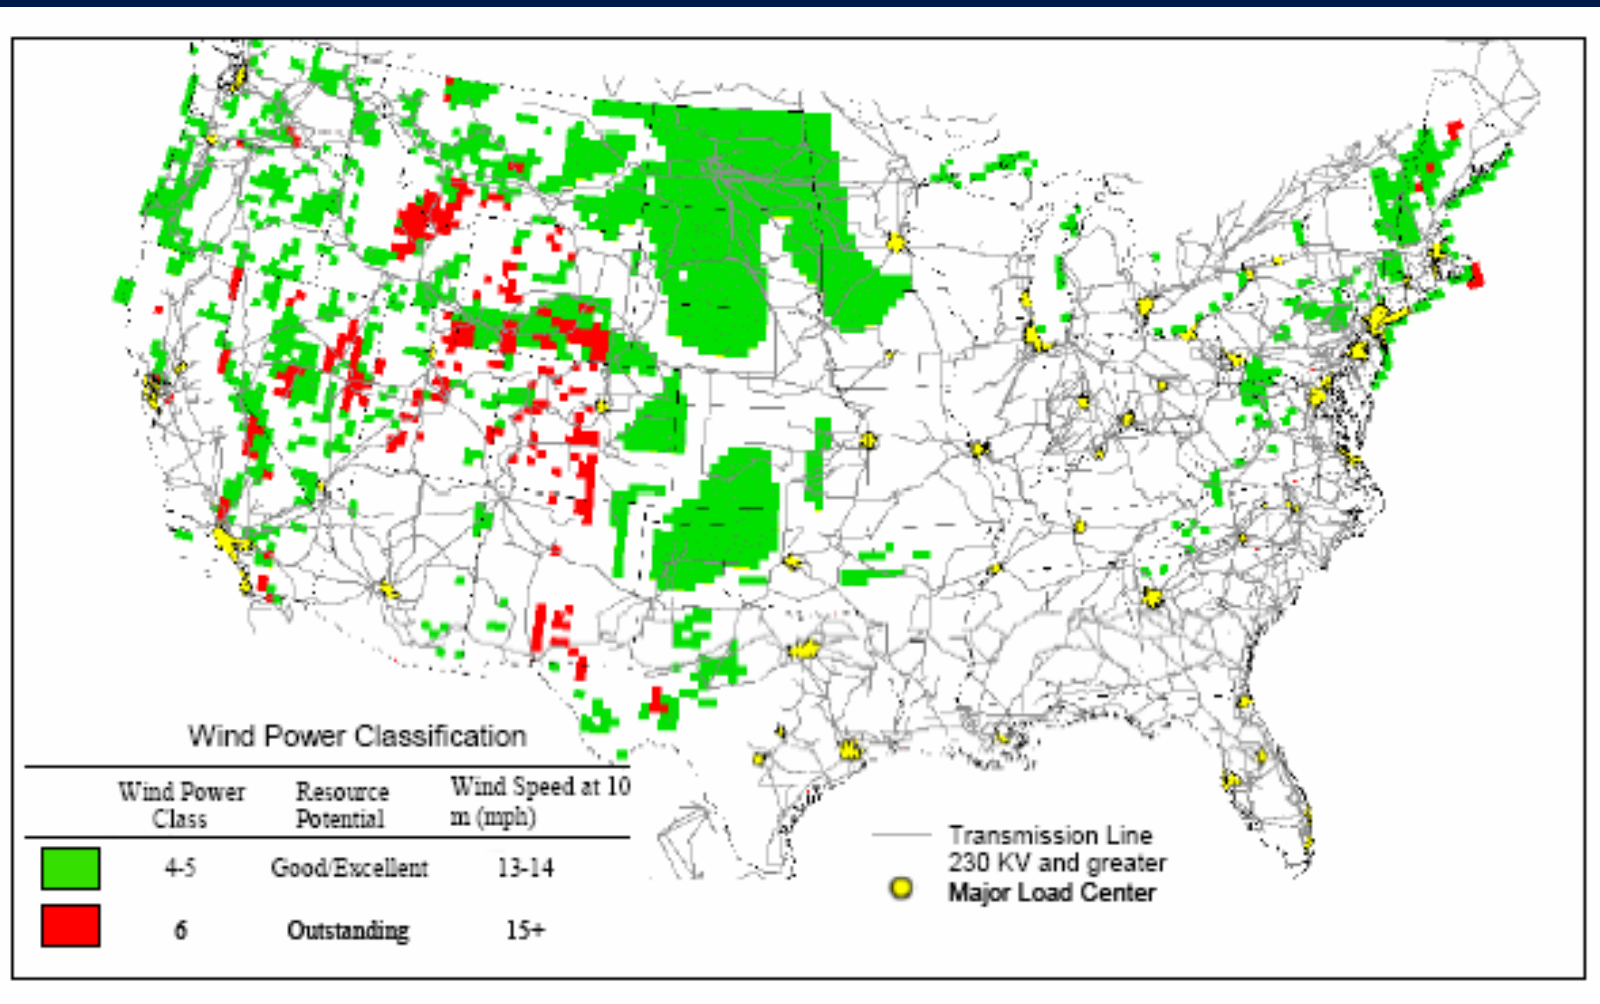 Wind Power Classification
Wind Power Class
Resource Potential
Wind Speed at 10 m (mph)
4-5
Good/Excellent
13-14
6
Outstanding
15+
Transmission Line
230 KV and greater
Major Load Center